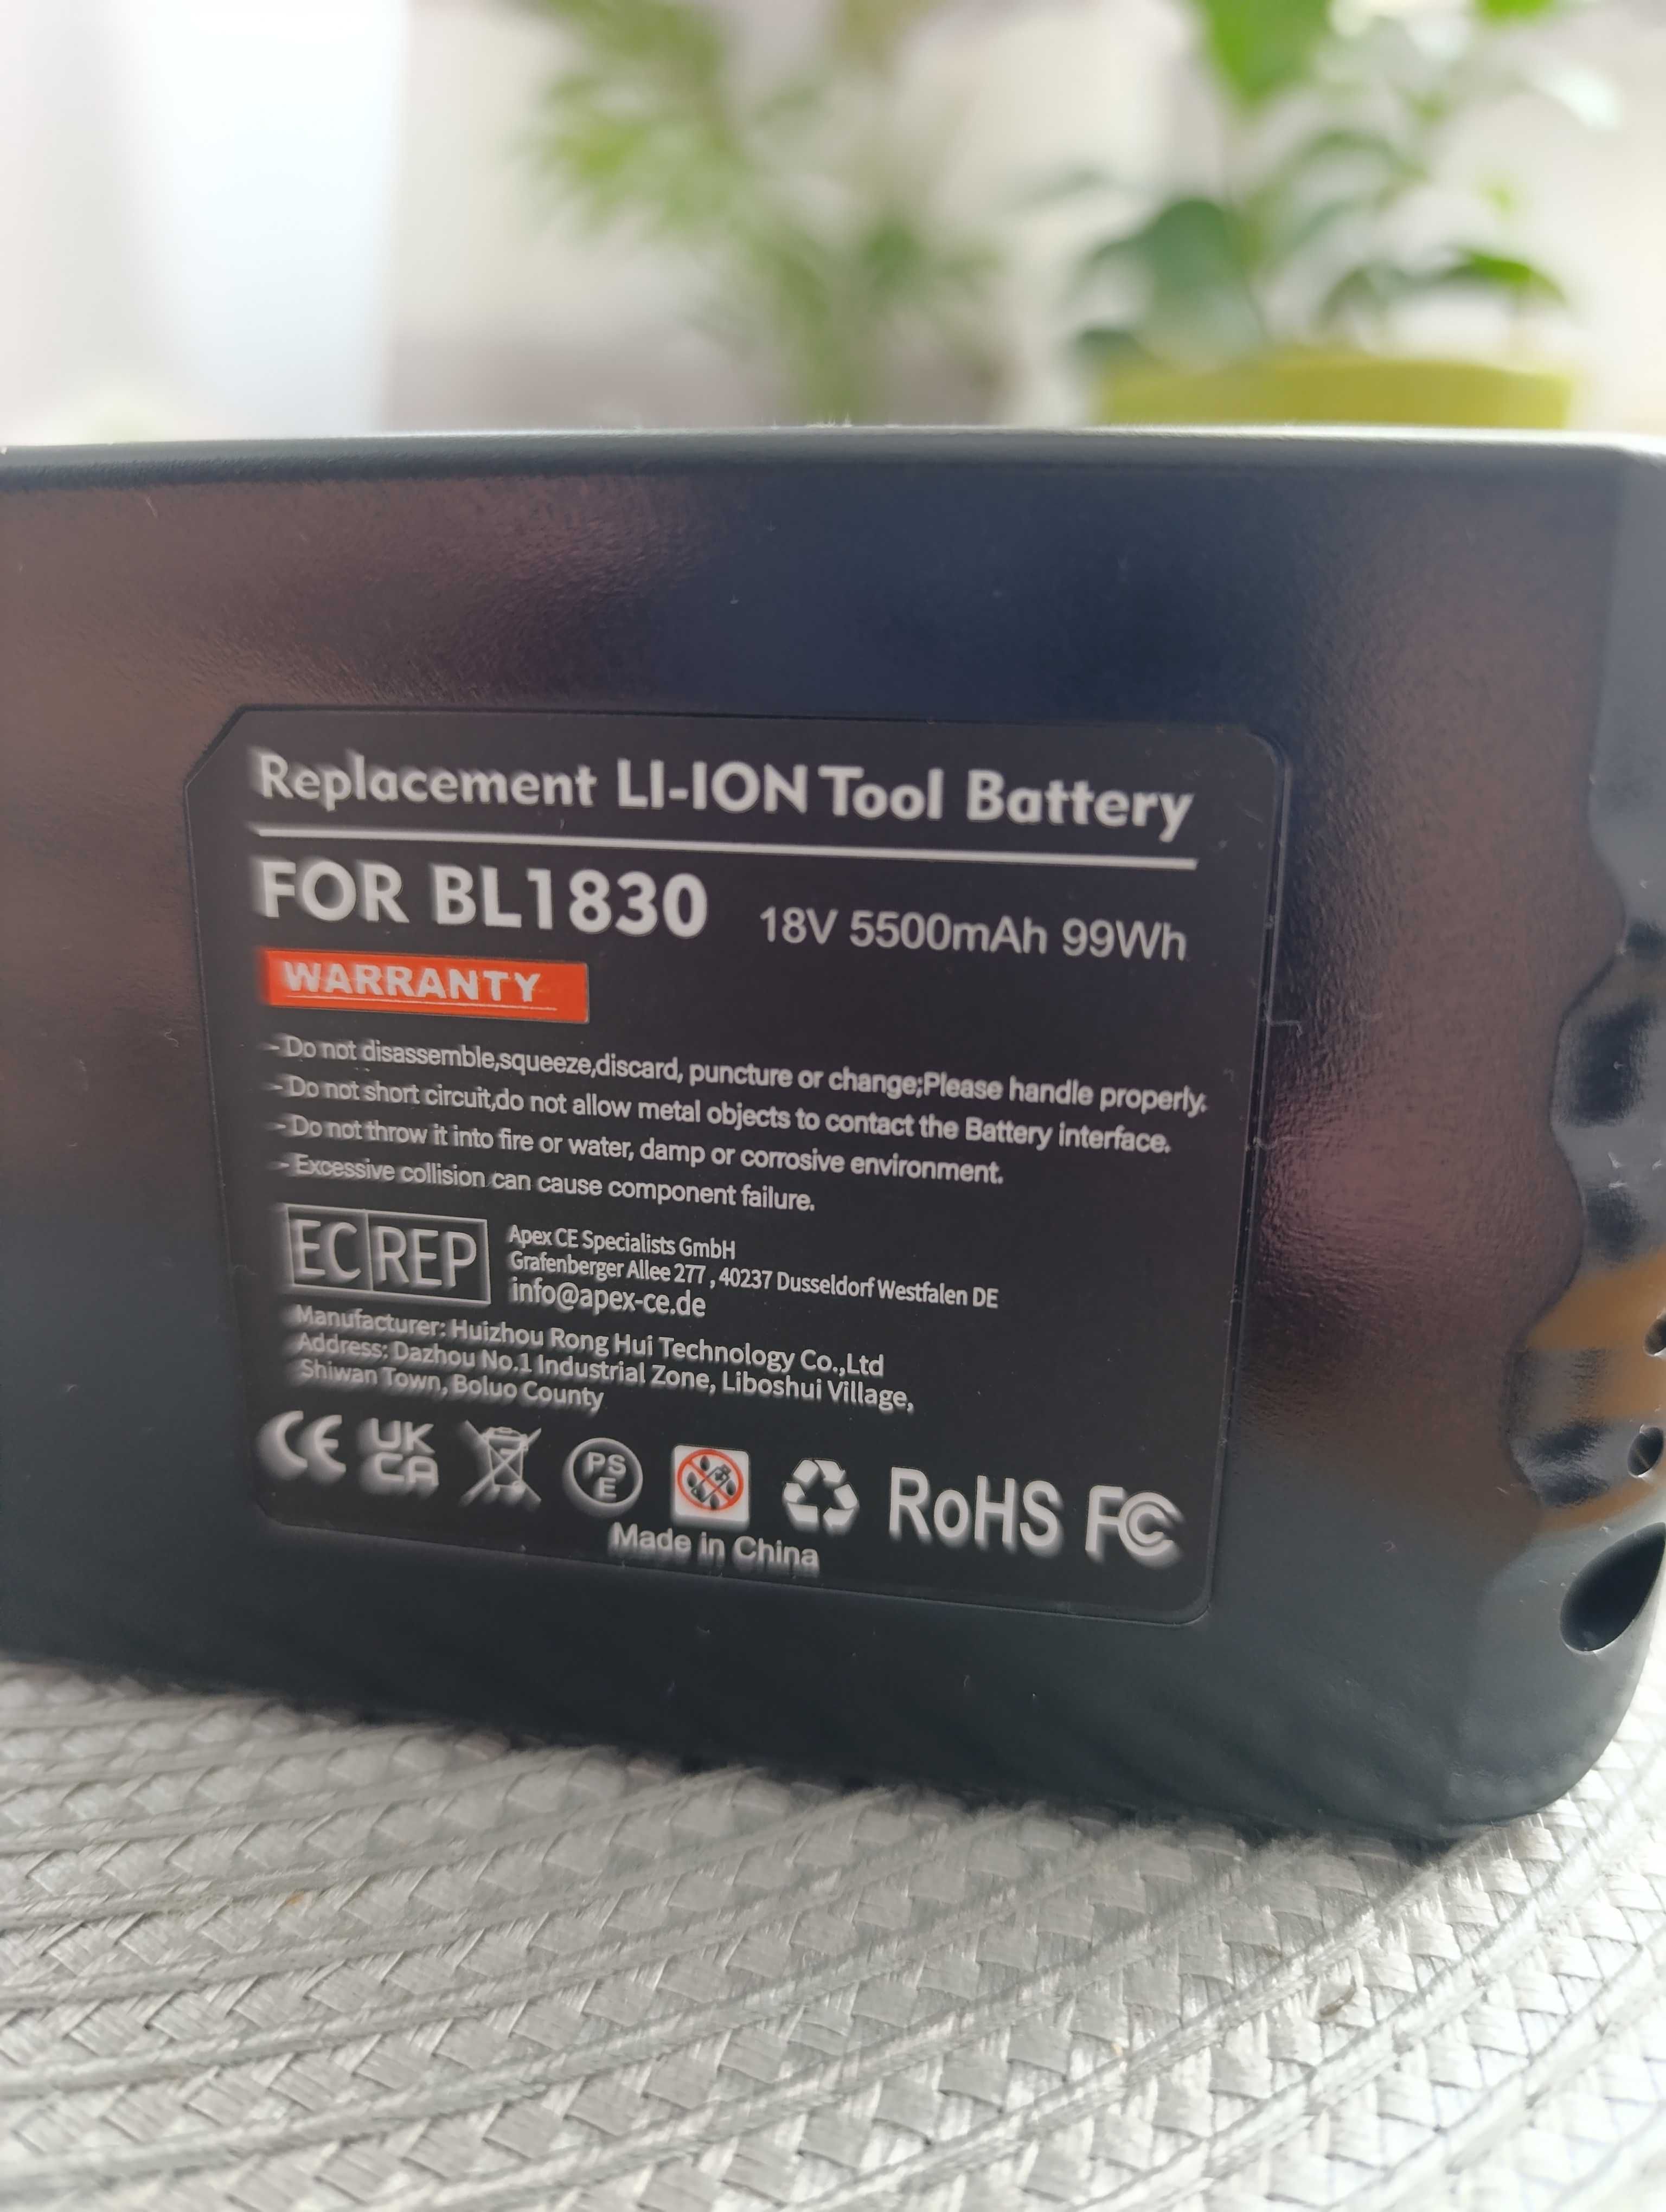 Replacement LI-ION Tool Battery
FOR BL1830 18V 5500mAh 99Wh
WARRANTY
- Do not disassemble,squeeze,discard, puncture or change;Please handle properly.
- Do not short circuit,do not allow metal objects to contact the Battery interface.
- Do not throw it into fire or water, damp or corrosive environment.
- Excessive collision can cause component failure.
EC REP
Apex CE Specialists GmbH
Grafenberger Allee 277 , 40237 Dusseldorf Westfalen DE
info@apex-ce.de
Manufacturer: Huizhou Rong Hui Technology Co.,Ltd
Address: Dazhou No.1 Industrial Zone, Liboshui Village,
Shiwan Town, Boluo County
CE UK CA PS E RoHS FC
Made in China